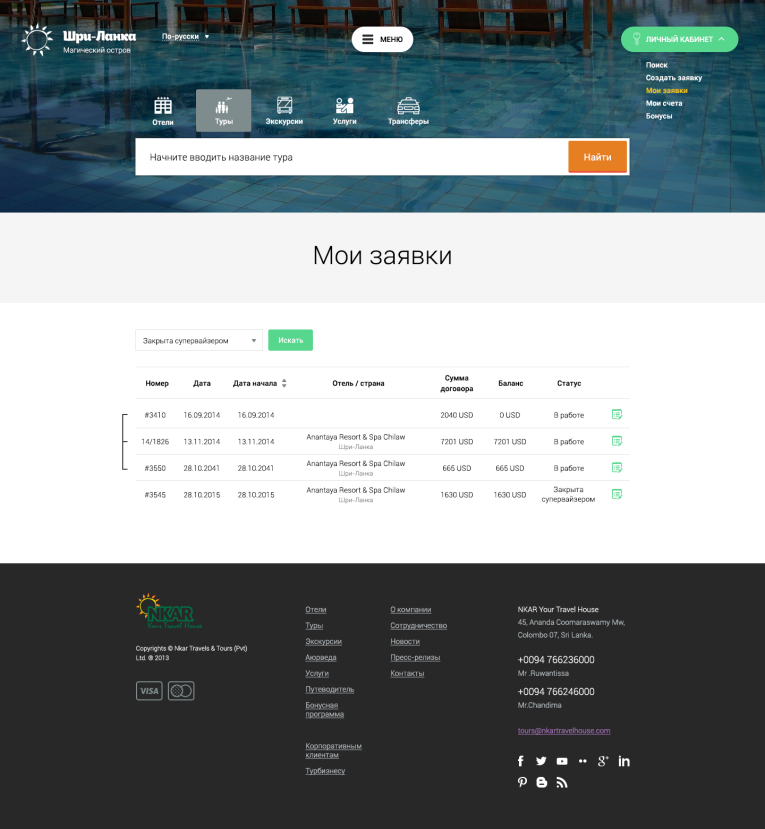 Шри-Ланка
Магический остров
По-русски
МЕНЮ
ЛИЧНЫЙ КАБИНЕТ
Поиск
Создать заявку
Мои заявки
Мои счета
Бонусы
Отели
Туры
Экскурсии
Услуги
Трансферы
Начните вводить название тура
Найти
Мои заявки
Закрыта супервайзером
Искать
Номер Дата Дата начала Отель / страна Сумма договора Баланс Статус
#3410 16.09.2014 16.09.2014 2040 USD 0 USD В работе
14/1826 13.11.2014 13.11.2014 Anantaya Resort & Spa Chilaw 7201 USD 7201 USD В работе
Шри-Ланка
#3550 28.10.2041 28.10.2041 Anantaya Resort & Spa Chilaw 665 USD 665 USD В работе
Шри-Ланка
#3545 28.10.2015 28.10.2015 Anantaya Resort & Spa Chilaw 1630 USD 1630 USD Закрыта супервайзером
Шри-Ланка
NKAR
Your Travel House
Copyrights © Nkar Travels & Tours (Pvt)
Ltd. ® 2013
VISA
Отели
Туры
Экскурсии
Аюрведа
Услуги
Путеводитель
Бонусная
программа
Корпоративным
клиентам
Турбизнесу
О компании
Сотрудничество
Новости
Пресс-релизы
Контакты
NKAR Your Travel House
45, Ananda Coomaraswamy Mw,
Colombo 07, Sri Lanka.
+0094 766236000
Mr .Ruwantissa
+0094 766246000
Mr.Chandima
tours@nkartravelhouse.com